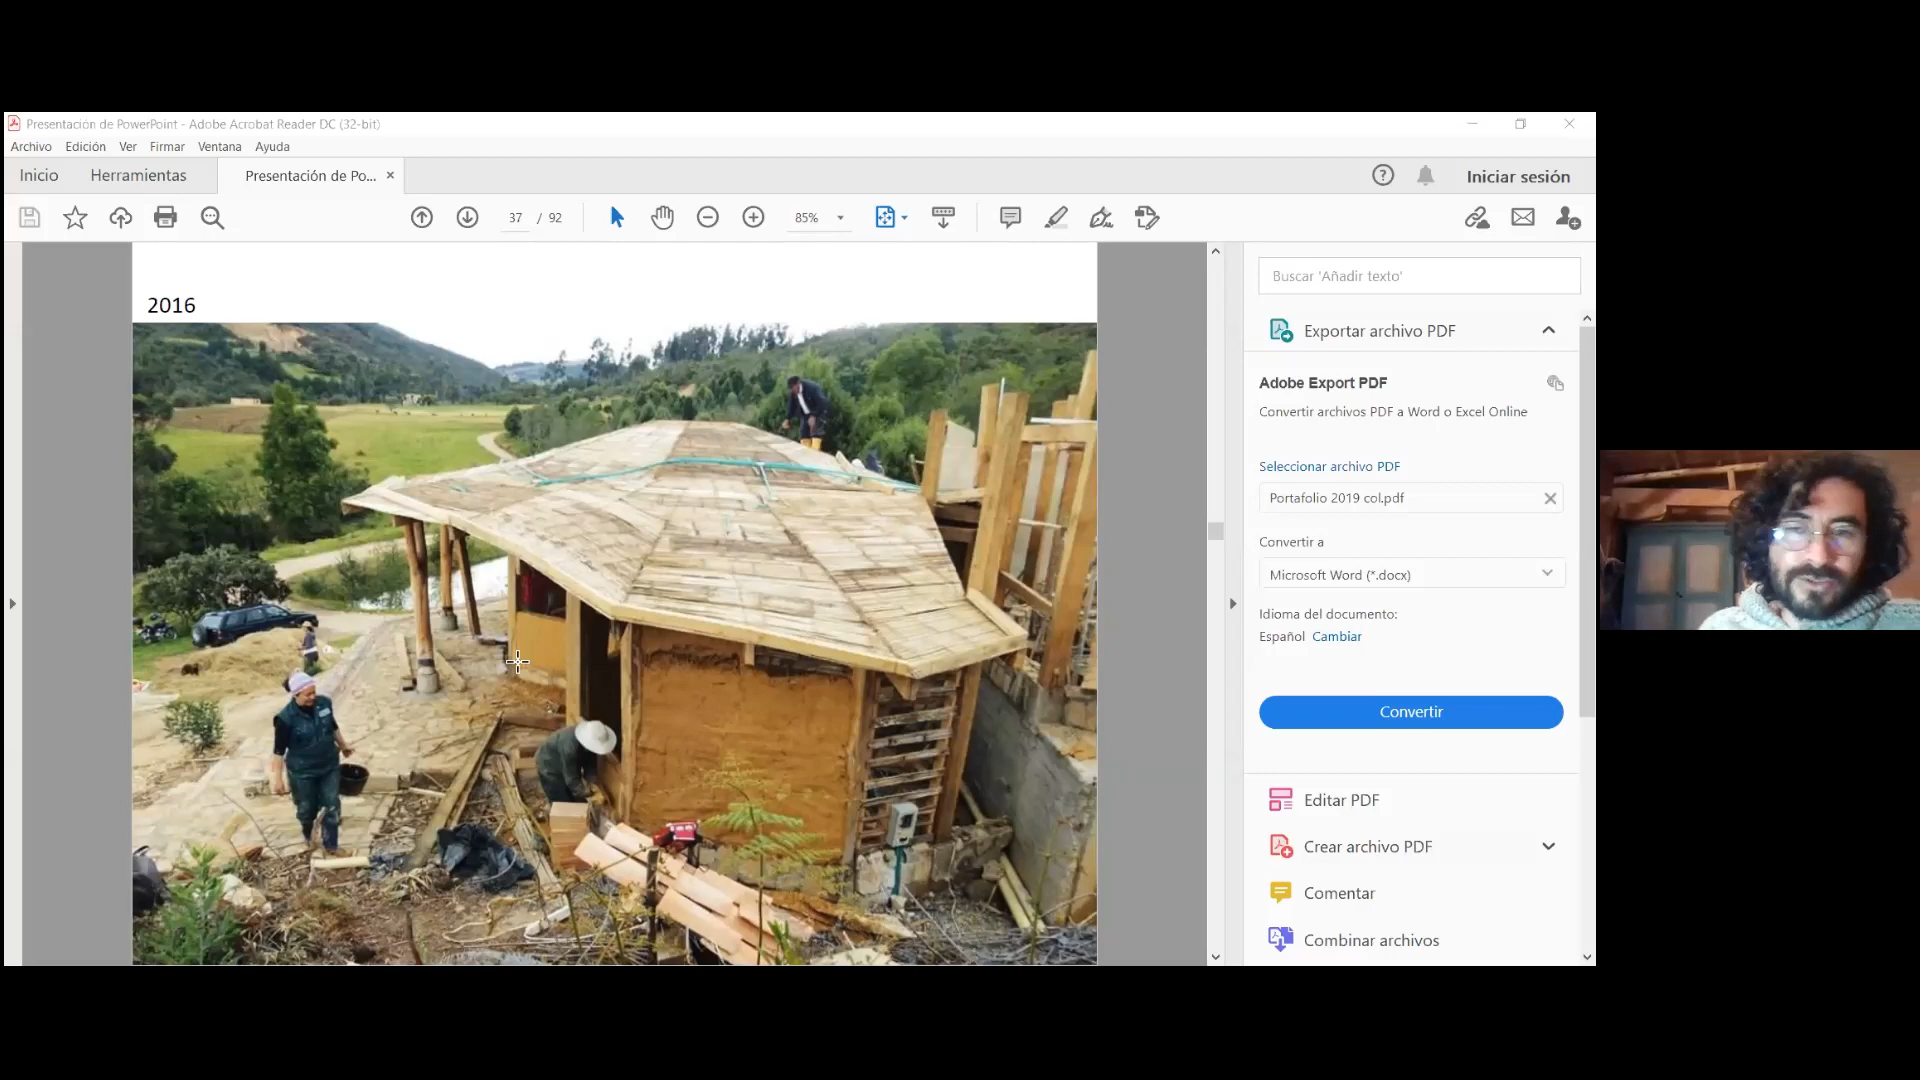 Presentación de PowerPoint - Adobe Acrobat Reader DC (32-bit)
Archivo Edición Ver Firmar Ventana Ayuda
Inicio Herramientas Presentación de Po... × Iniciar sesión
37 / 92 85%
2016
Buscar 'Añadir texto'
Exportar archivo PDF
Adobe Export PDF
Convertir archivos PDF a Word o Excel Online
Seleccionar archivo PDF
Portafolio 2019 col.pdf
Convertir a
Microsoft Word (*.docx)
Idioma del documento:
Español Cambiar
Convertir
Editar PDF
Crear archivo PDF
Comentar
Combinar archivos